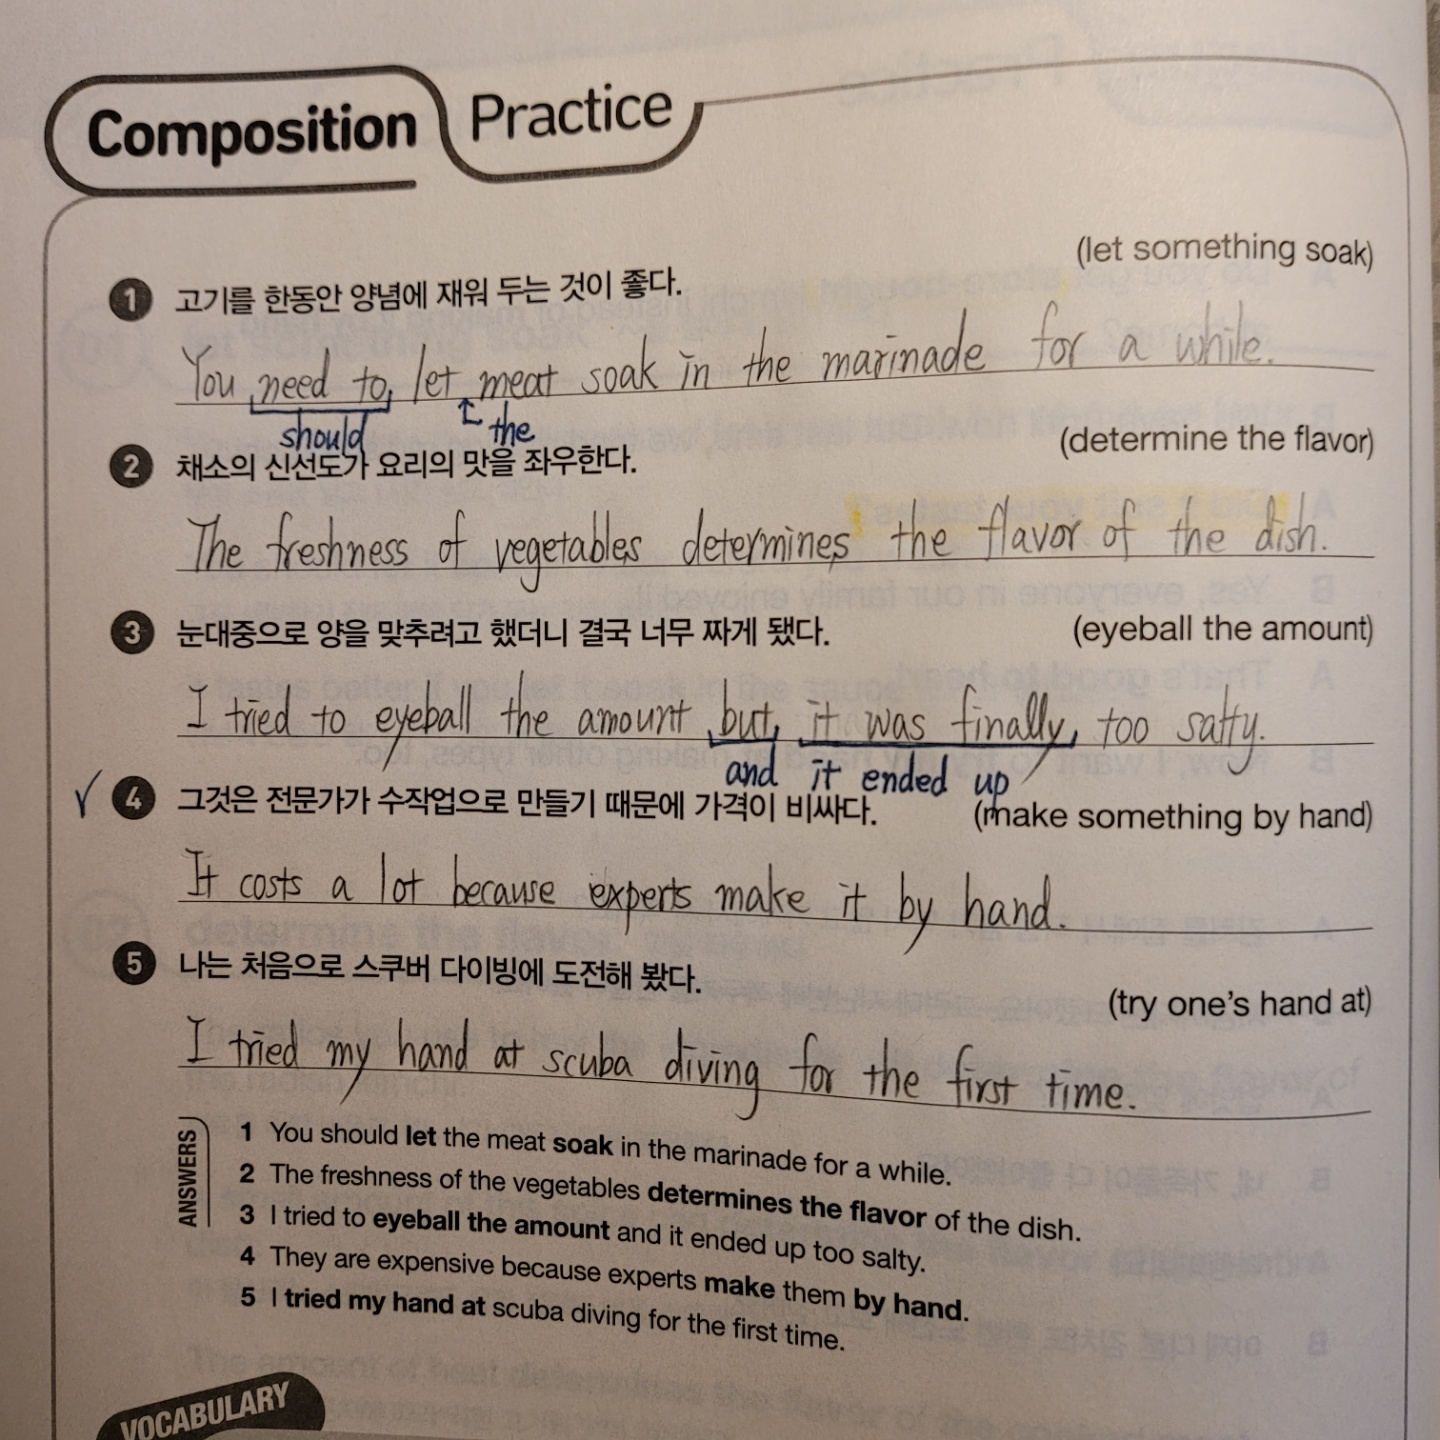 Composition Practice
(let something soak)
1 고기를 한동안 양념에 재워 두는 것이 좋다.
You need to let meat soak in the marinade for a while.
should the
(determine the flavor)
2 채소의 신선도가 요리의 맛을 좌우한다.
The freshness of vegetables determines the flavor of the dish.
3 눈대중으로 양을 맞추려고 했더니 결국 너무 짜게 됐다. (eyeball the amount)
I tried to eyeball the amount but it was finally too salty.
and it ended up
✓ 4 그것은 전문가가 수작업으로 만들기 때문에 가격이 비싸다. (make something by hand)
It costs a lot because experts make it by hand.
5 나는 처음으로 스쿠버 다이빙에 도전해 봤다.
(try one's hand at)
I tried my hand at scuba diving for the first time.
ANSWERS
1 You should let the meat soak in the marinade for a while.
2 The freshness of the vegetables determines the flavor of the dish.
3 I tried to eyeball the amount and it ended up too salty.
4 They are expensive because experts make them by hand.
5 I tried my hand at scuba diving for the first time.
VOCABULARY